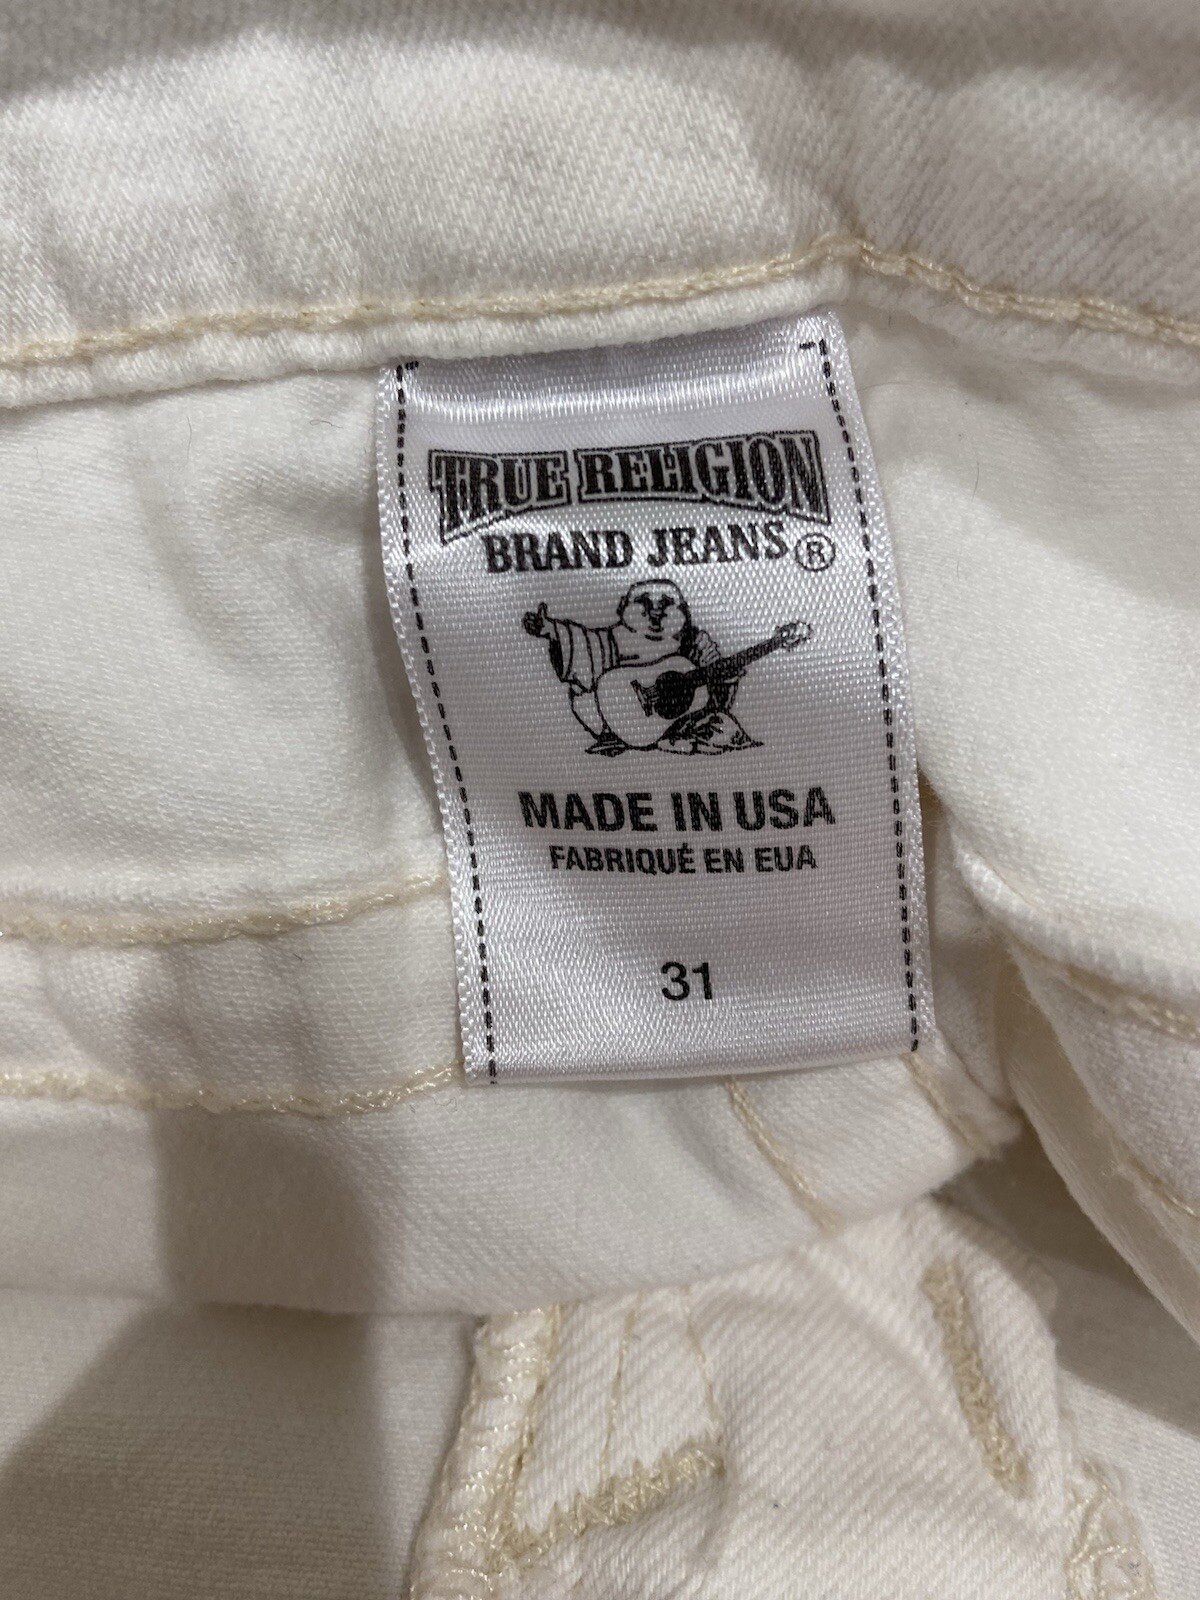 TRUE RELIGION
BRAND JEANS®
MADE IN USA
FABRIQUÉ EN EUA
31